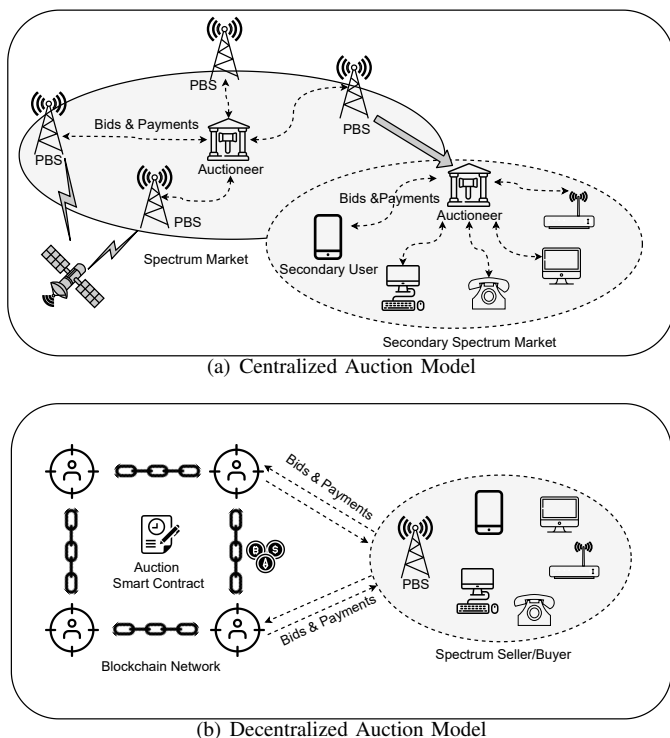 PBS
PBS
PBS
Bids & Payments
Auctioneer
PBS
Bids &Payments
Auctioneer
Spectrum Market
Secondary User
Secondary Spectrum Market
(a) Centralized Auction Model
Bids & Payments
Auction
Smart Contract
B
$
PBS
Bids & Payments
Blockchain Network
Spectrum Seller/Buyer
(b) Decentralized Auction Model